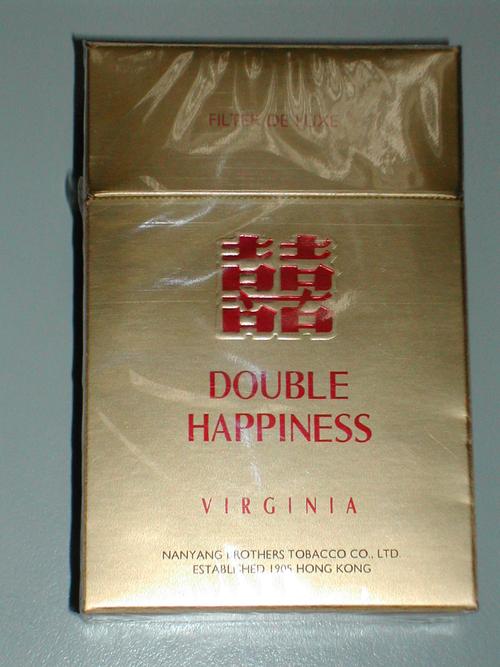 FILTER DE LUXE
囍
DOUBLE
HAPPINESS
VIRGINIA
NANYANG BROTHERS TOBACCO CO., LTD.
ESTABLISHED 1905 HONG KONG